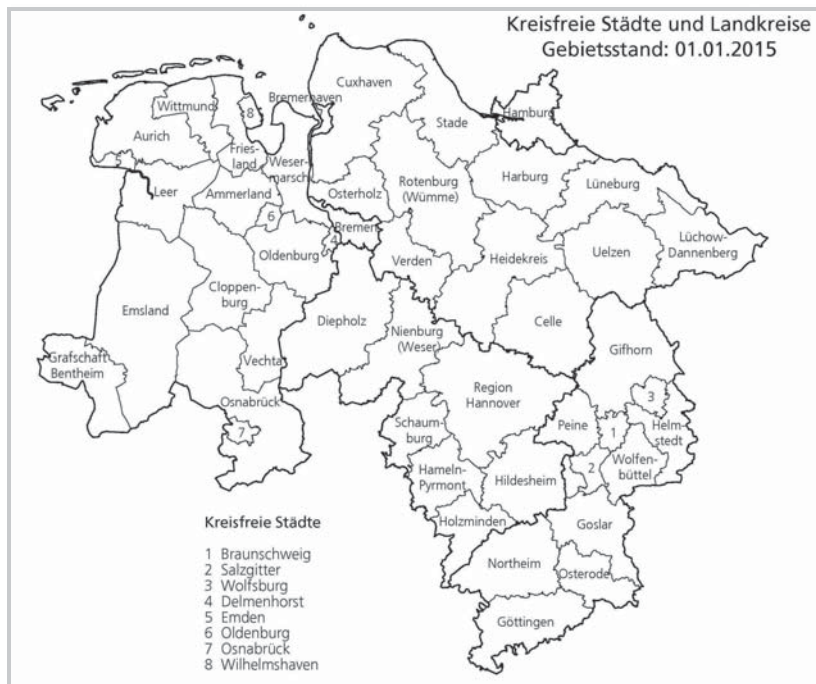 Kreisfreie Städte und Landkreise
Gebietsstand: 01.01.2015
Cuxhaven
Bremerhaven
Wittmund
8
Hamburg
Stade
Aurich
Fries-
land
Weser-
marsch
5
Harburg
Lüneburg
Leer
Ammerland
Osterholz
Rotenburg
(Wümme)
6
4
Bremen
Lüchow-
Dannenberg
Oldenburg
Verden
Heidekreis
Uelzen
Cloppen-
burg
Emsland
Diepholz
Nienburg
(Weser)
Celle
Gifhorn
Grafschaft
Bentheim
Vechta
Region
Hannover
Osnabrück
3
7
Schaum-
burg
Peine
1
Helm-
stedt
Wolfen-
büttel
2
Hameln-
Pyrmont
Hildesheim
Holzminden
Goslar
Northeim
Osterode
Göttingen
Kreisfreie Städte
1 Braunschweig
2 Salzgitter
3 Wolfsburg
4 Delmenhorst
5 Emden
6 Oldenburg
7 Osnabrück
8 Wilhelmshaven